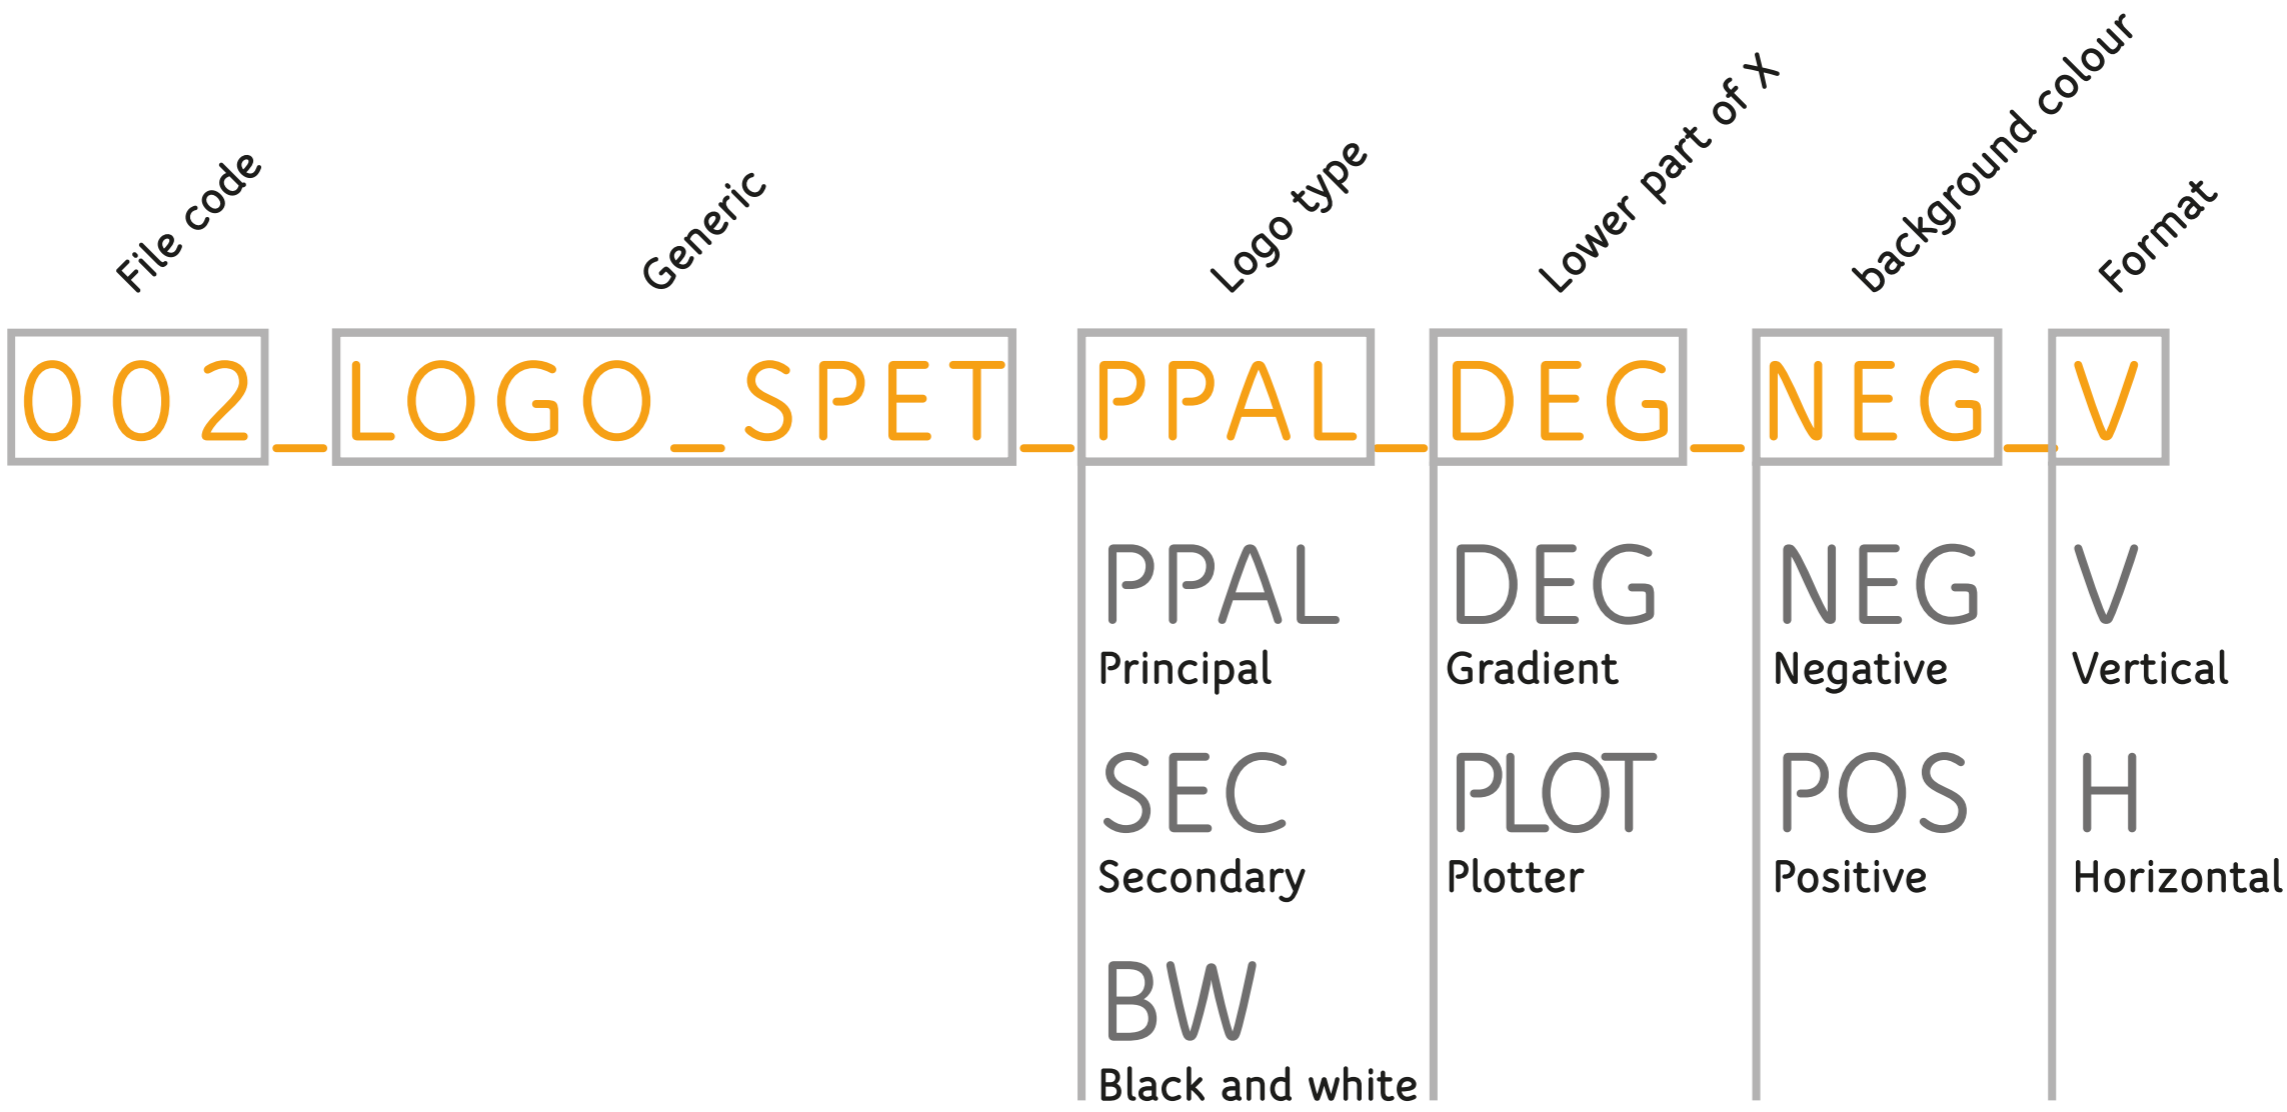 File code
Generic
Logo type
Lower part of X
background colour
Format
002_LOGO_SPET_PPAL_DEG_NEG_V
PPAL DEG NEG V
Principal Gradient Negative Vertical
SEC PLOT POS H
Secondary Plotter Positive Horizontal
BW
Black and white